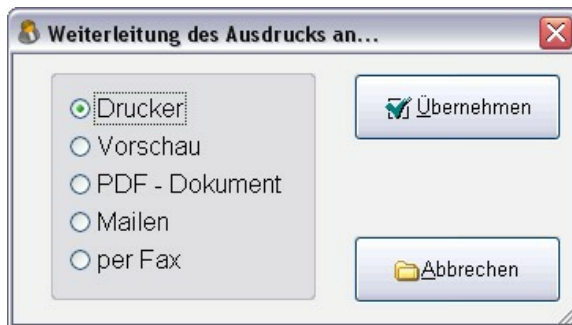 Weiterleitung des Ausdrucks an...
Drucker
Vorschau
PDF - Dokument
Mailen
per Fax
Übernehmen
Abbrechen